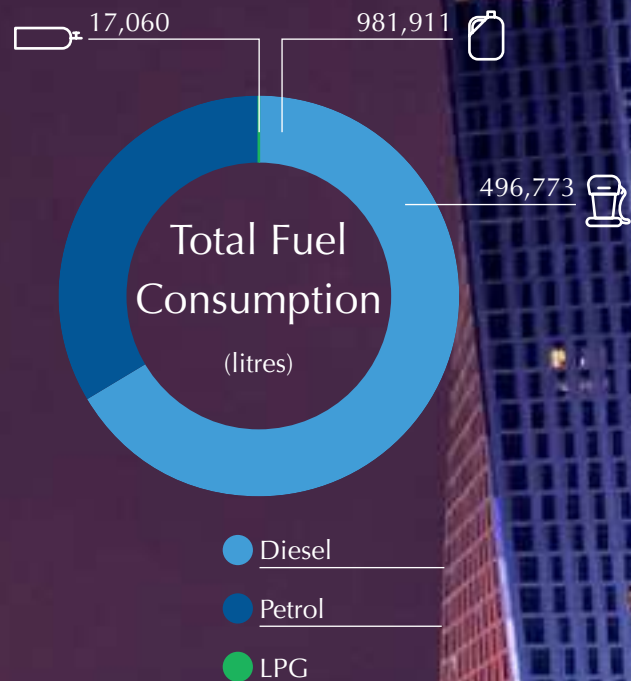 17,060
981,911
496,773
Total Fuel
Consumption
(litres)
Diesel
Petrol
LPG